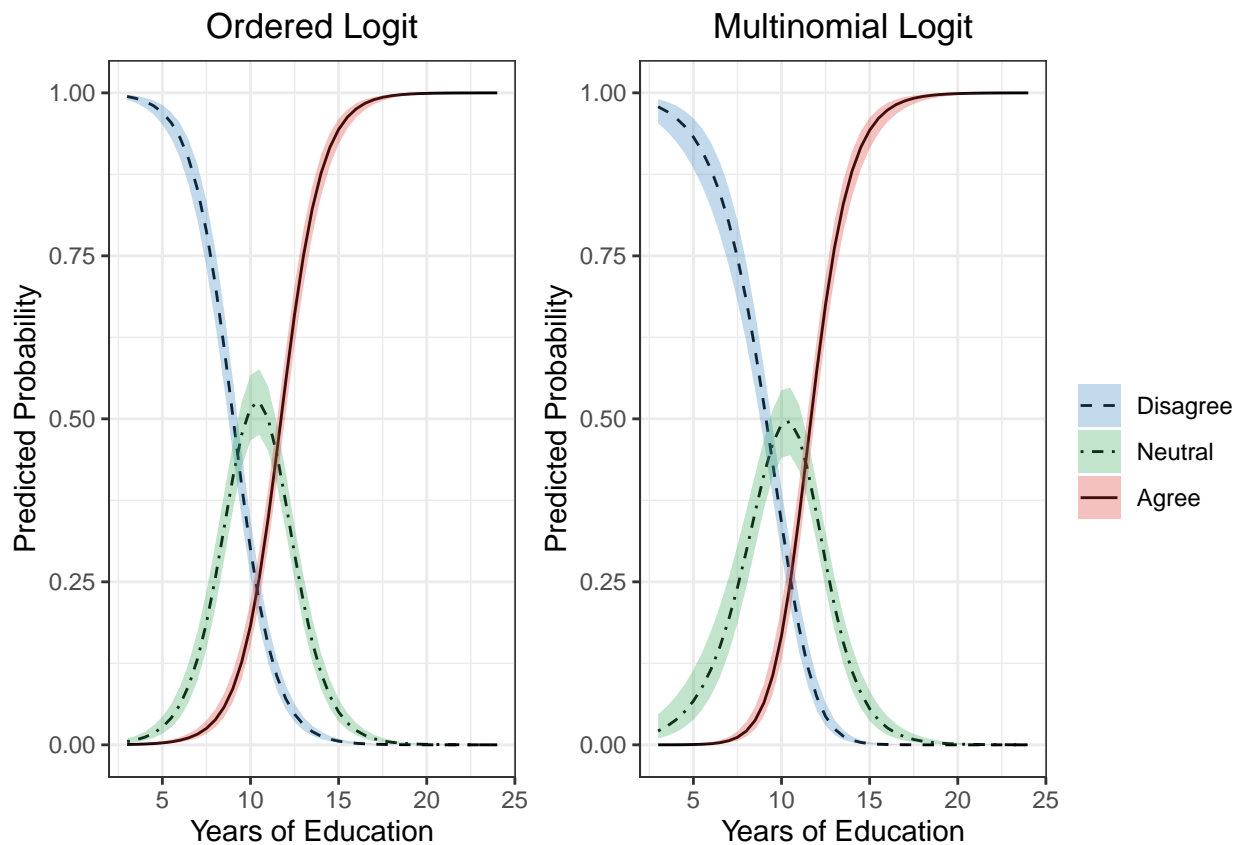 Ordered Logit
Predicted Probability
1.00
0.75
0.50
0.25
0.00
5 10 15 20 25
Years of Education
Multinomial Logit
Predicted Probability
1.00
0.75
0.50
0.25
0.00
5 10 15 20 25
Years of Education
Disagree
Neutral
Agree